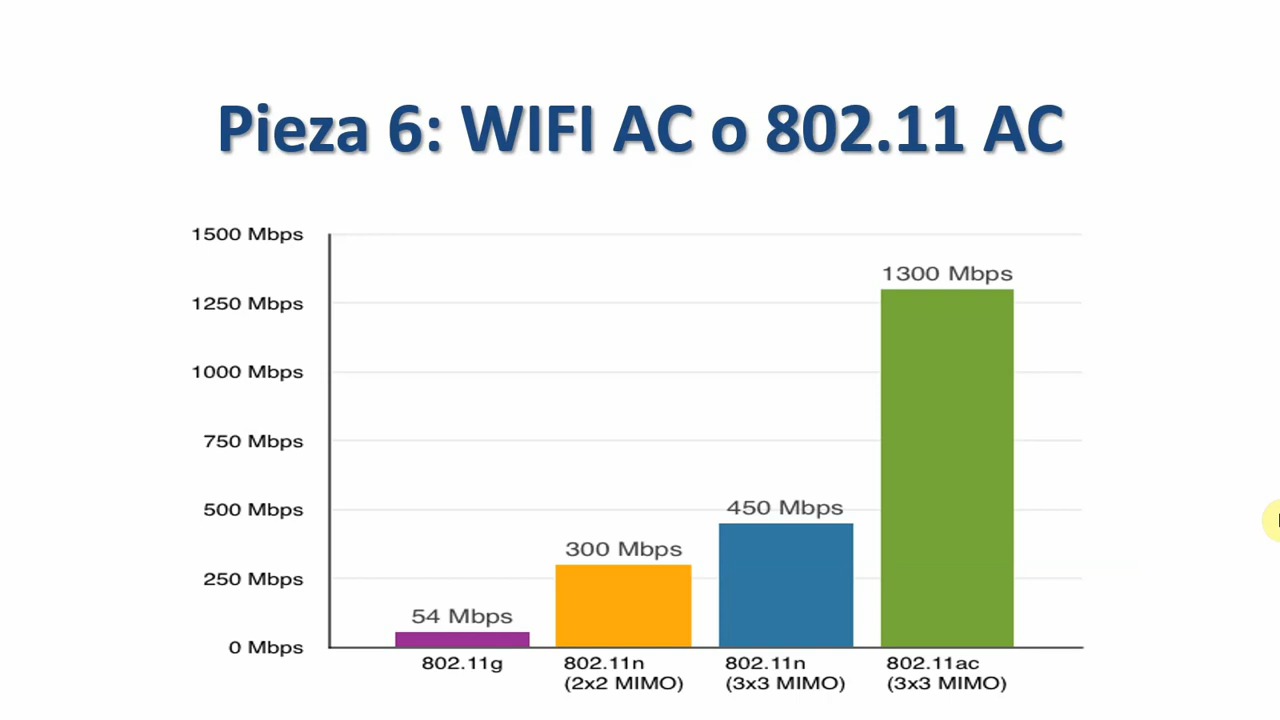 Pieza 6: WIFI AC o 802.11 AC
1500 Mbps
1250 Mbps
1000 Mbps
750 Mbps
500 Mbps
250 Mbps
0 Mbps
54 Mbps
300 Mbps
450 Mbps
1300 Mbps
802.11g
802.11n
(2x2 MIMO)
802.11n
(3x3 MIMO)
802.11ac
(3x3 MIMO)